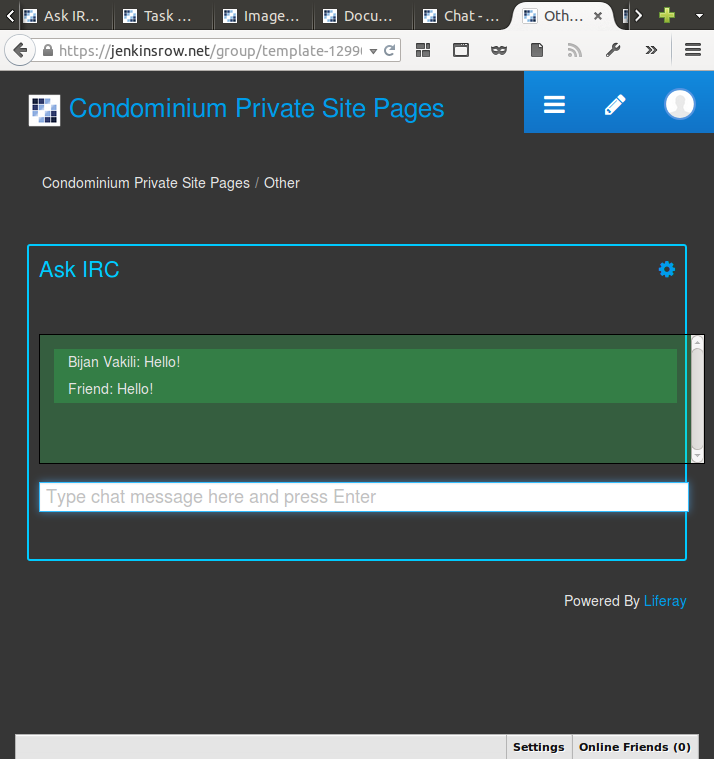 Ask IR...
Task ...
Image...
Docu...
Chat - ...
Oth...
https://jenkinsrow.net/group/template-1299
Condominium Private Site Pages
Condominium Private Site Pages / Other
Ask IRC
Bijan Vakili: Hello!
Friend: Hello!
Type chat message here and press Enter
Powered By Liferay
Settings
Online Friends (0)